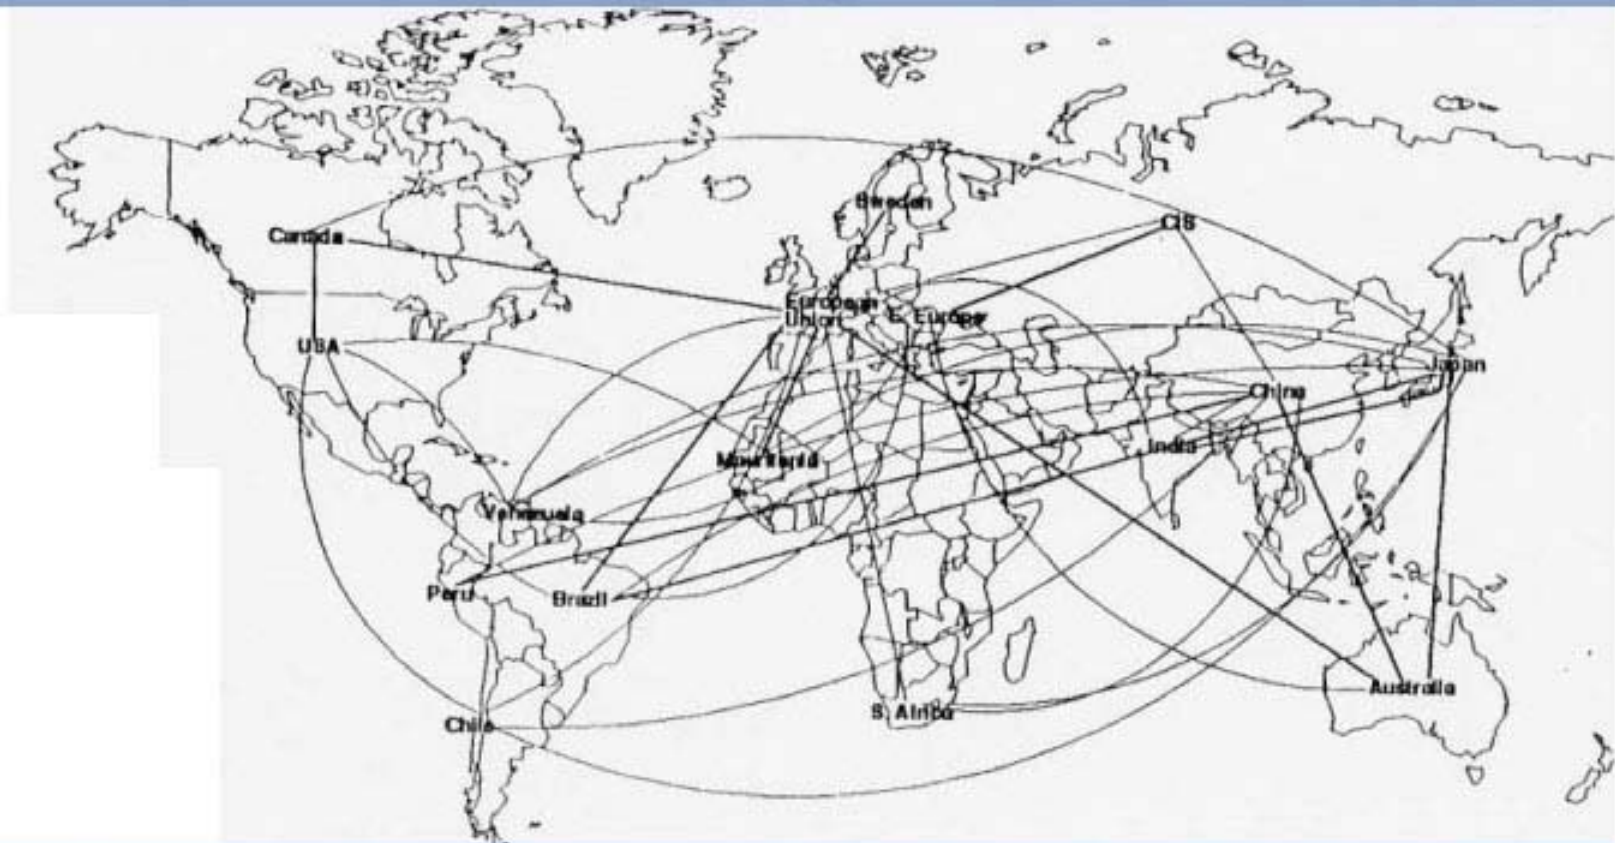 Sweden
CIS
Canada
European
Union
E. Europe
USA
Japan
China
India
Mauritania
Venezuela
Peru
Brazil
Australia
S. Africa
Chile